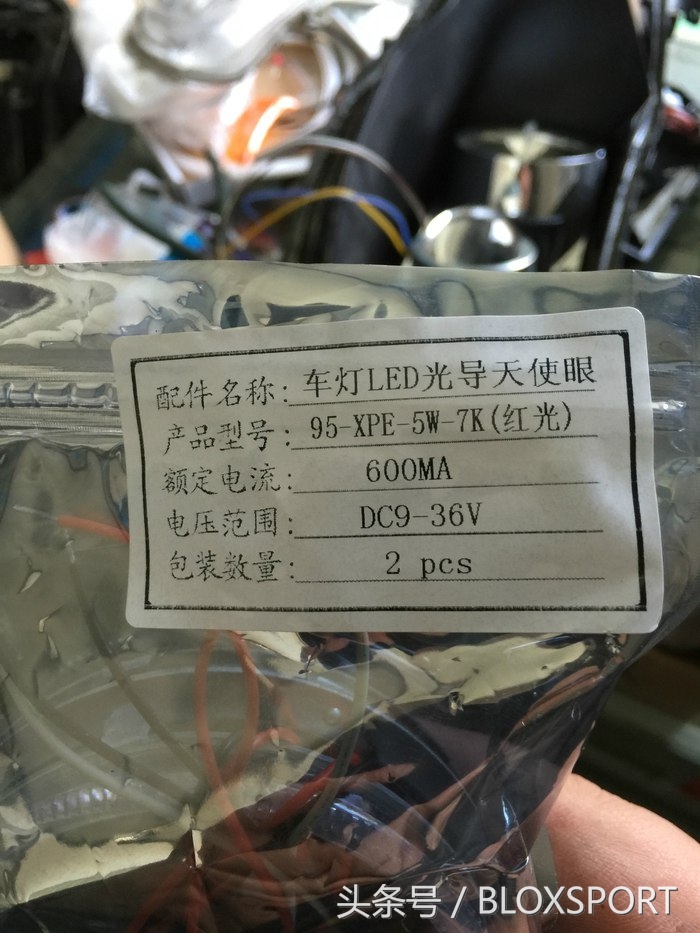 配件名称: 车灯LED光导天使眼
产品型号: 95-XPE-5W-7K(红光)
额定电流: 600MA
电压范围: DC9-36V
包装数量: 2 pcs
头条号 / BLOXSPORT